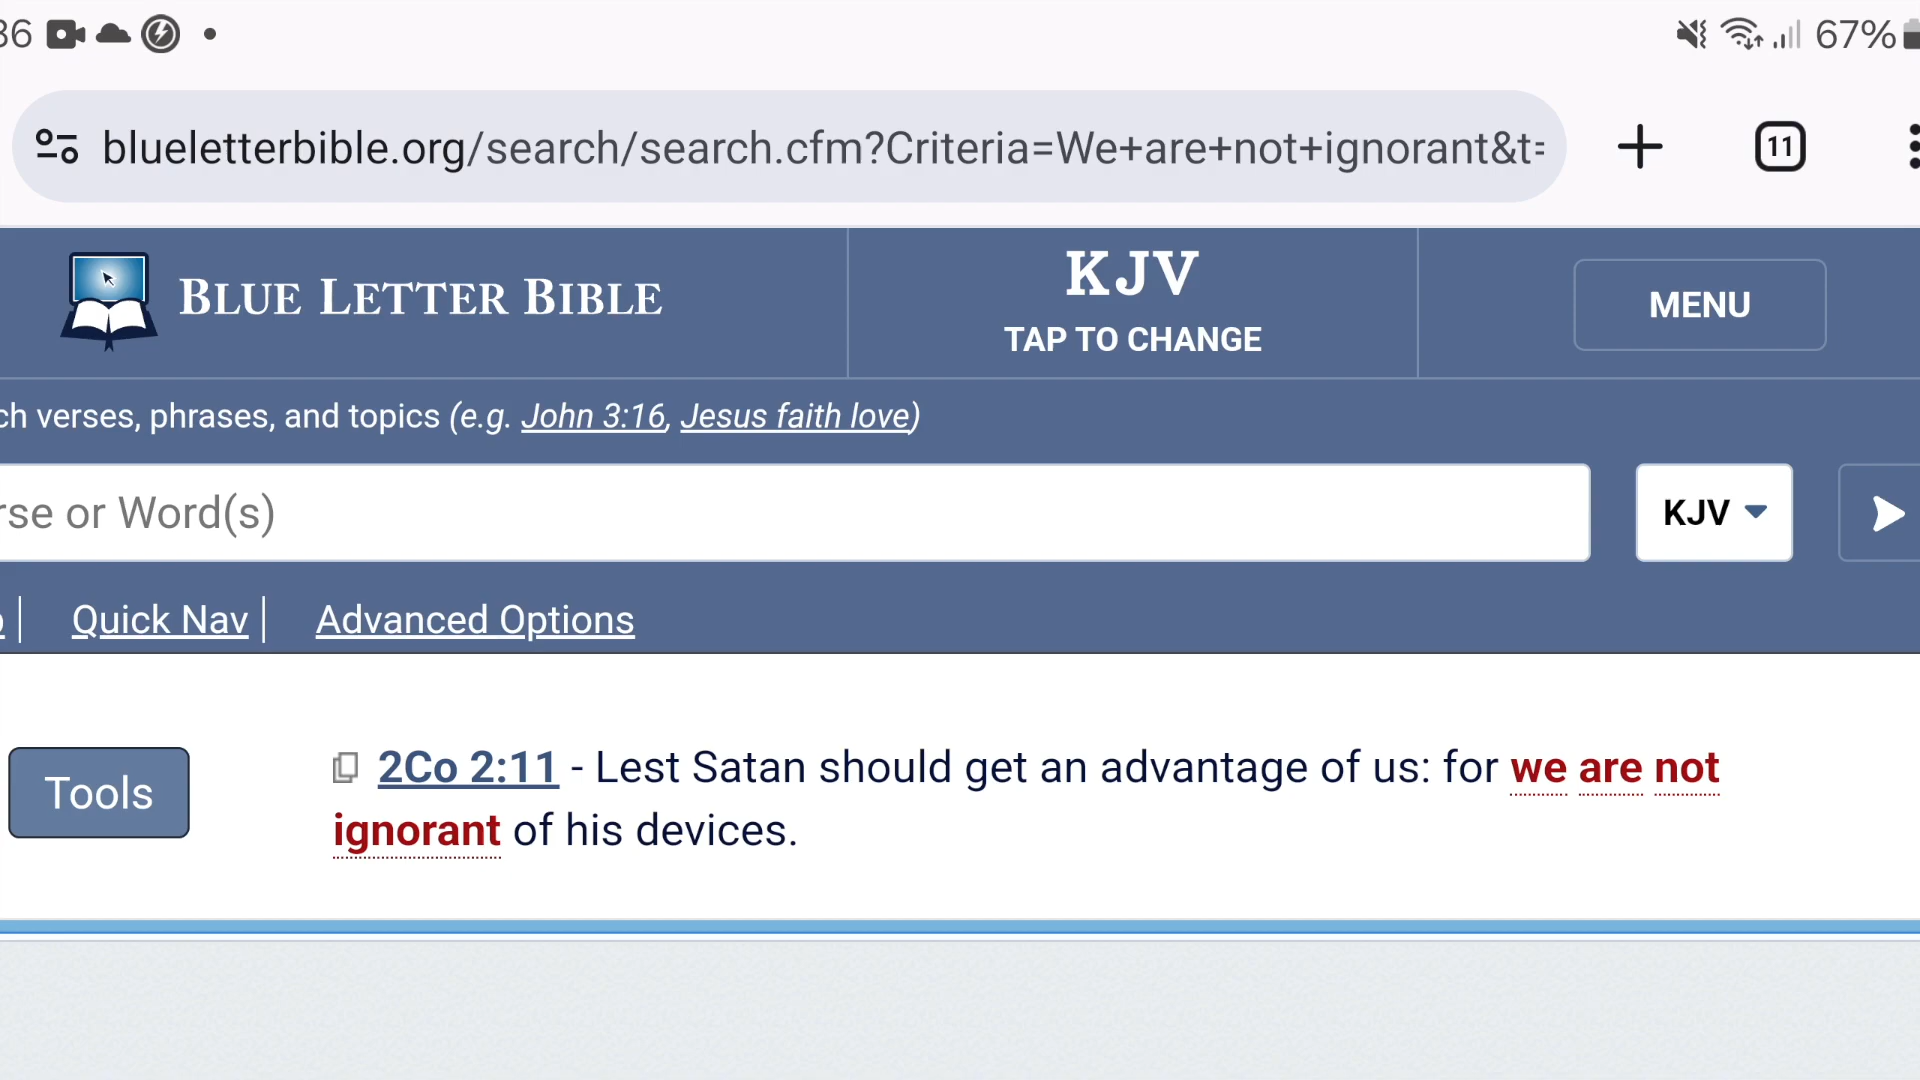 36 67%
blueletterbible.org/search/search.cfm?Criteria=We+are+not+ignorant&t=
11
BLUE LETTER BIBLE
KJV
TAP TO CHANGE
MENU
ch verses, phrases, and topics (e.g. John 3:16, Jesus faith love)
rse or Word(s)
KJV
Quick Nav | Advanced Options
Tools
2Co 2:11 - Lest Satan should get an advantage of us: for we are not
ignorant of his devices.